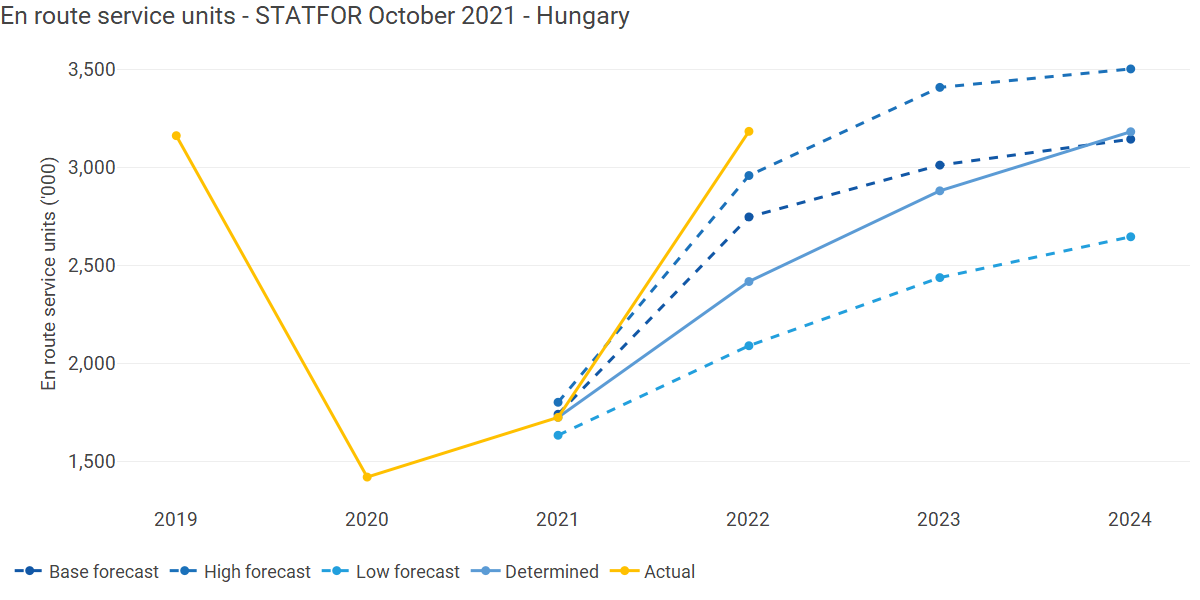 En route service units - STATFOR October 2021 - Hungary
En route service units ('000)
3,500
3,000
2,500
2,000
1,500
2019 2020 2021 2022 2023 2024
Base forecast High forecast Low forecast Determined Actual